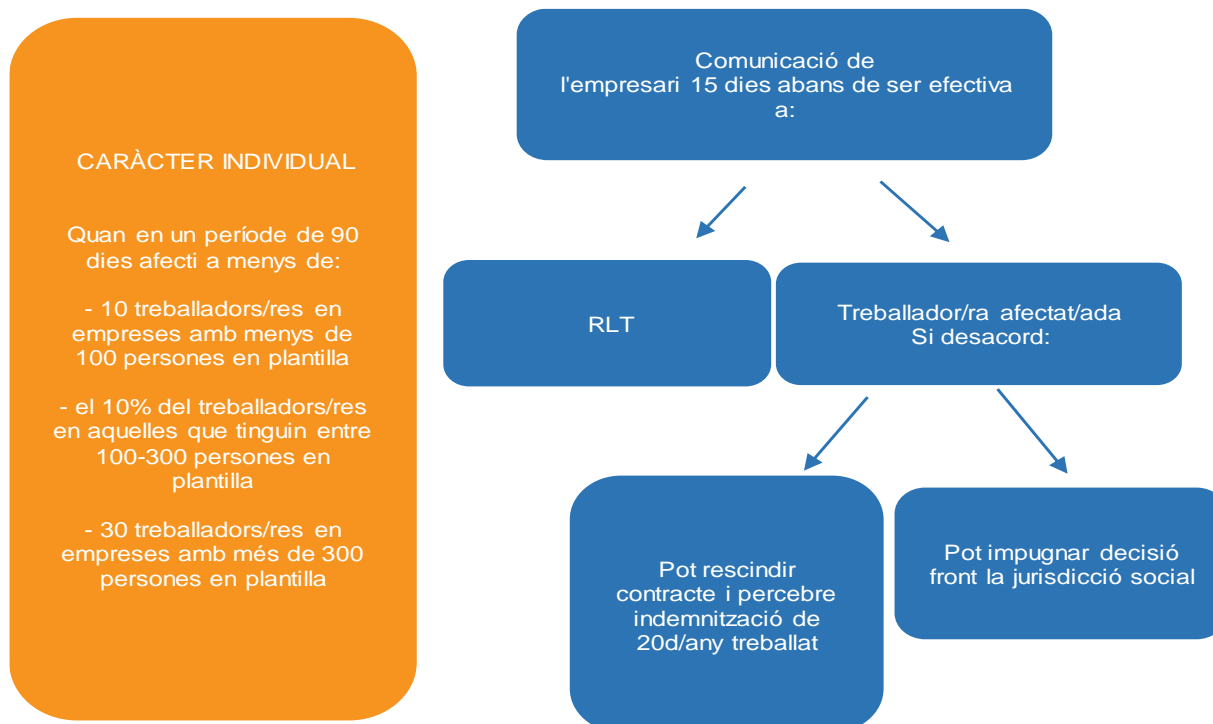 CARÀCTER INDIVIDUAL
Quan en un període de 90
dies afecti a menys de:
- 10 treballadors/res en
empreses amb menys de
100 persones en plantilla
- el 10% del treballadors/res
en aquelles que tinguin entre
100-300 persones en
plantilla
- 30 treballadors/res en
empreses amb més de 300
persones en plantilla
Comunicació de
l'empresari 15 dies abans de ser efectiva
a:
RLT
Treballador/ra afectat/ada
Si desacord:
Pot rescindir
contracte i percebre
indemnització de
20d/any treballat
Pot impugnar decisió
front la jurisdicció social